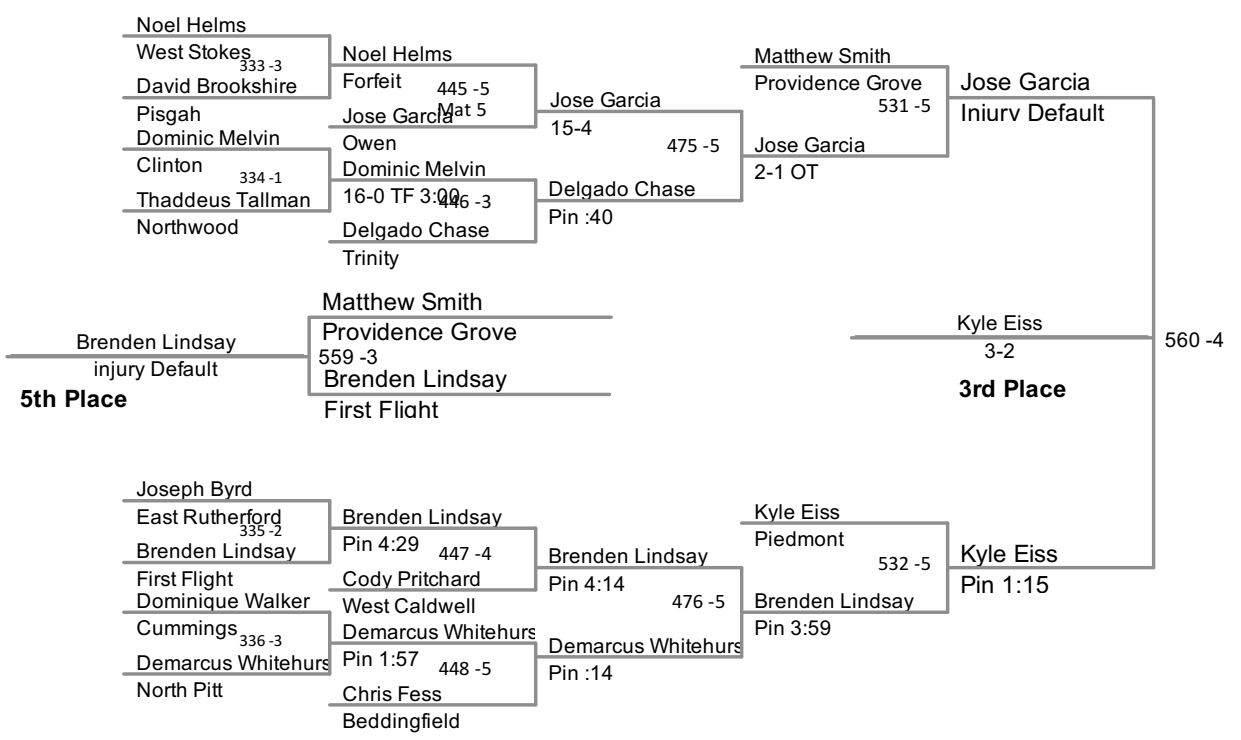 Noel Helms
West Stokes
333 -3
David Brookshire
Pisgah
Dominic Melvin
Clinton
334 -1
Thaddeus Tallman
Northwood
Noel Helms
Forfeit
445 -5
Mat 5
Jose Garcia
Owen
Dominic Melvin
16-0 TF 3:00
446 -3
Delgado Chase
Trinity
Jose Garcia
15-4
475 -5
Delgado Chase
Pin :40
Matthew Smith
Providence Grove
531 -5
Jose Garcia
2-1 OT
Jose Garcia
Injury Default
Matthew Smith
Providence Grove
559 -3
Brenden Lindsay
First Flight
Brenden Lindsay
injury Default
5th Place
Kyle Eiss
3-2
3rd Place
560 -4
Joseph Byrd
East Rutherford
335 -2
Brenden Lindsay
First Flight
Dominique Walker
Cummings
336 -3
Demarcus Whitehurs
North Pitt
Brenden Lindsay
Pin 4:29
447 -4
Cody Pritchard
West Caldwell
Demarcus Whitehurs
Pin 1:57
448 -5
Chris Fess
Beddingfield
Brenden Lindsay
Pin 4:14
476 -5
Demarcus Whitehurs
Pin :14
Kyle Eiss
Piedmont
532 -5
Brenden Lindsay
Pin 3:59
Kyle Eiss
Pin 1:15